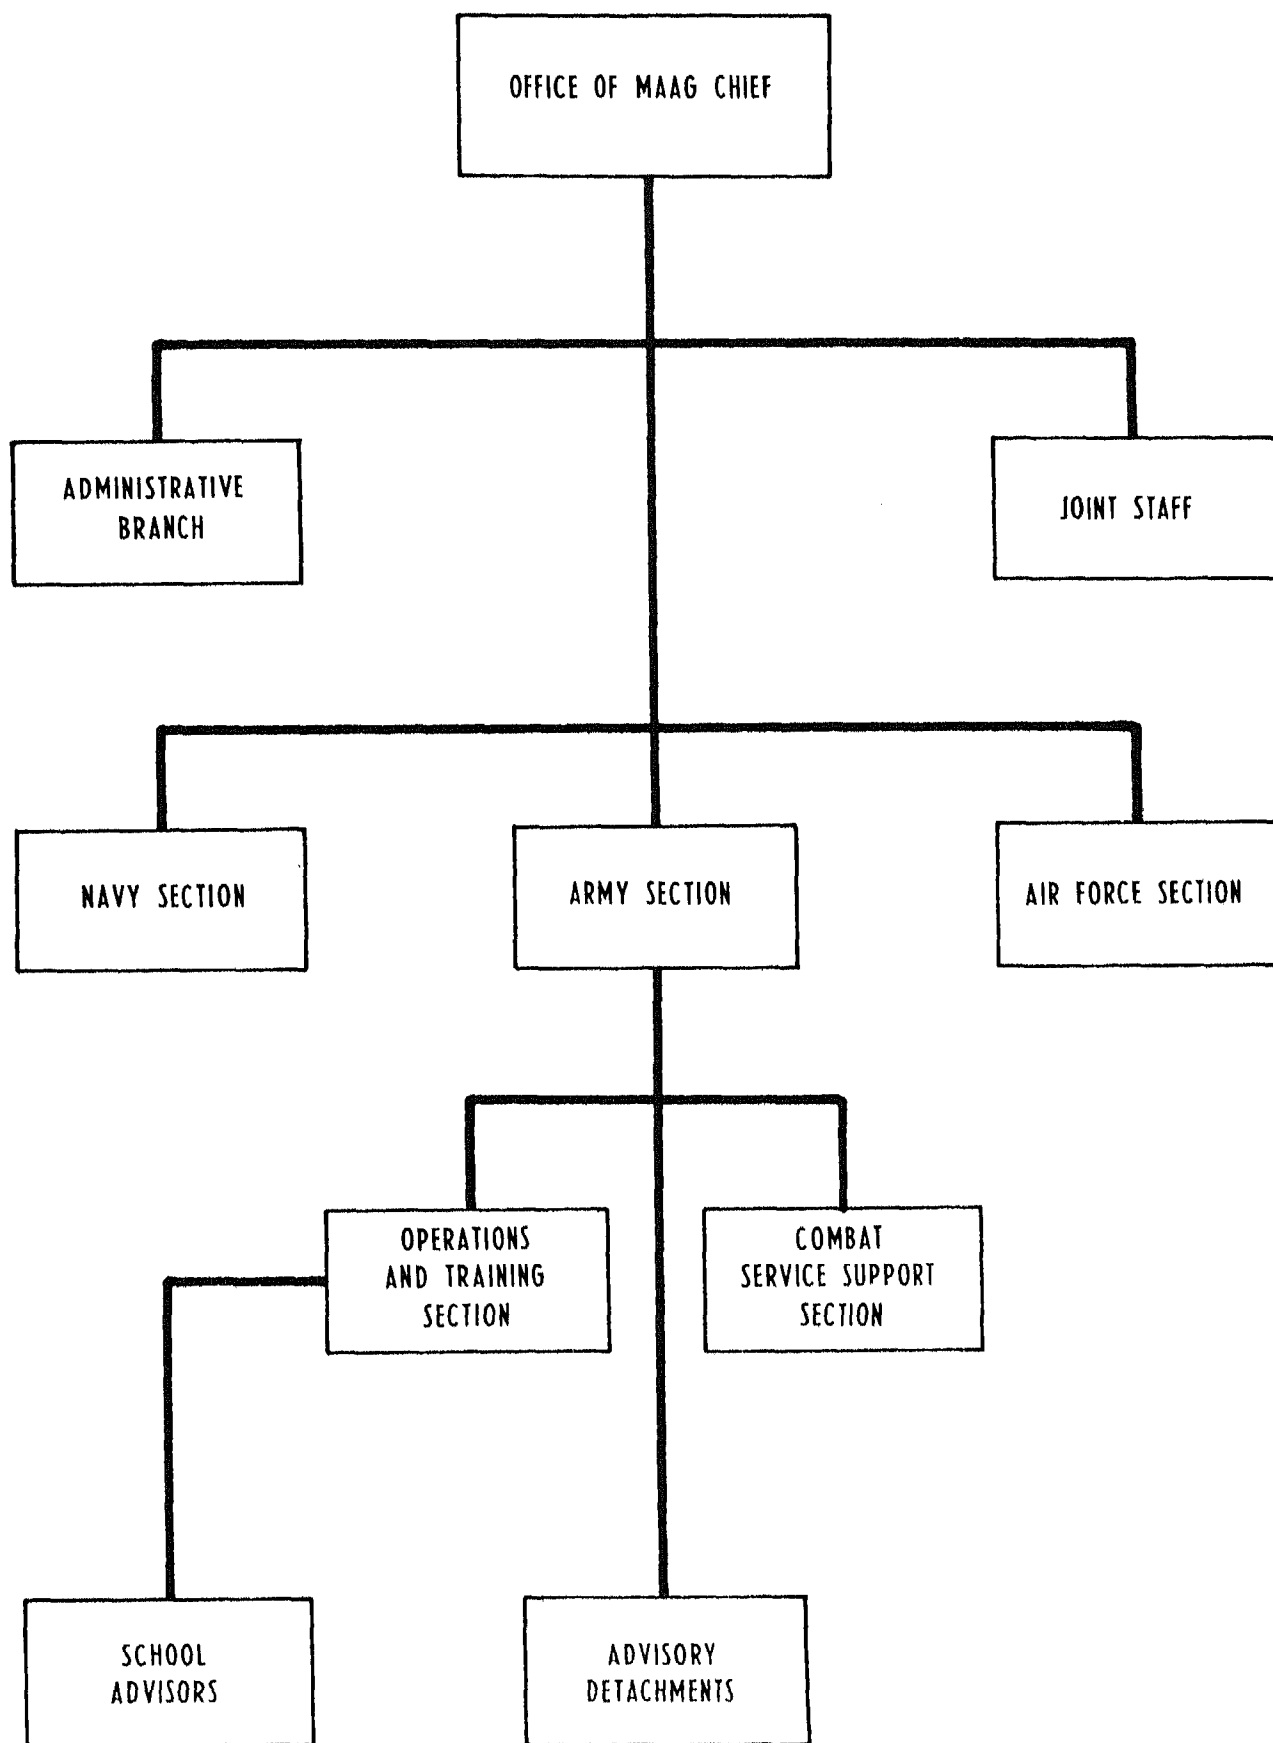 OFFICE OF MAAG CHIEF
ADMINISTRATIVE
BRANCH
JOINT STAFF
NAVY SECTION
ARMY SECTION
AIR FORCE SECTION
OPERATIONS
AND TRAINING
SECTION
COMBAT
SERVICE SUPPORT
SECTION
SCHOOL
ADVISORS
ADVISORY
DETACHMENTS